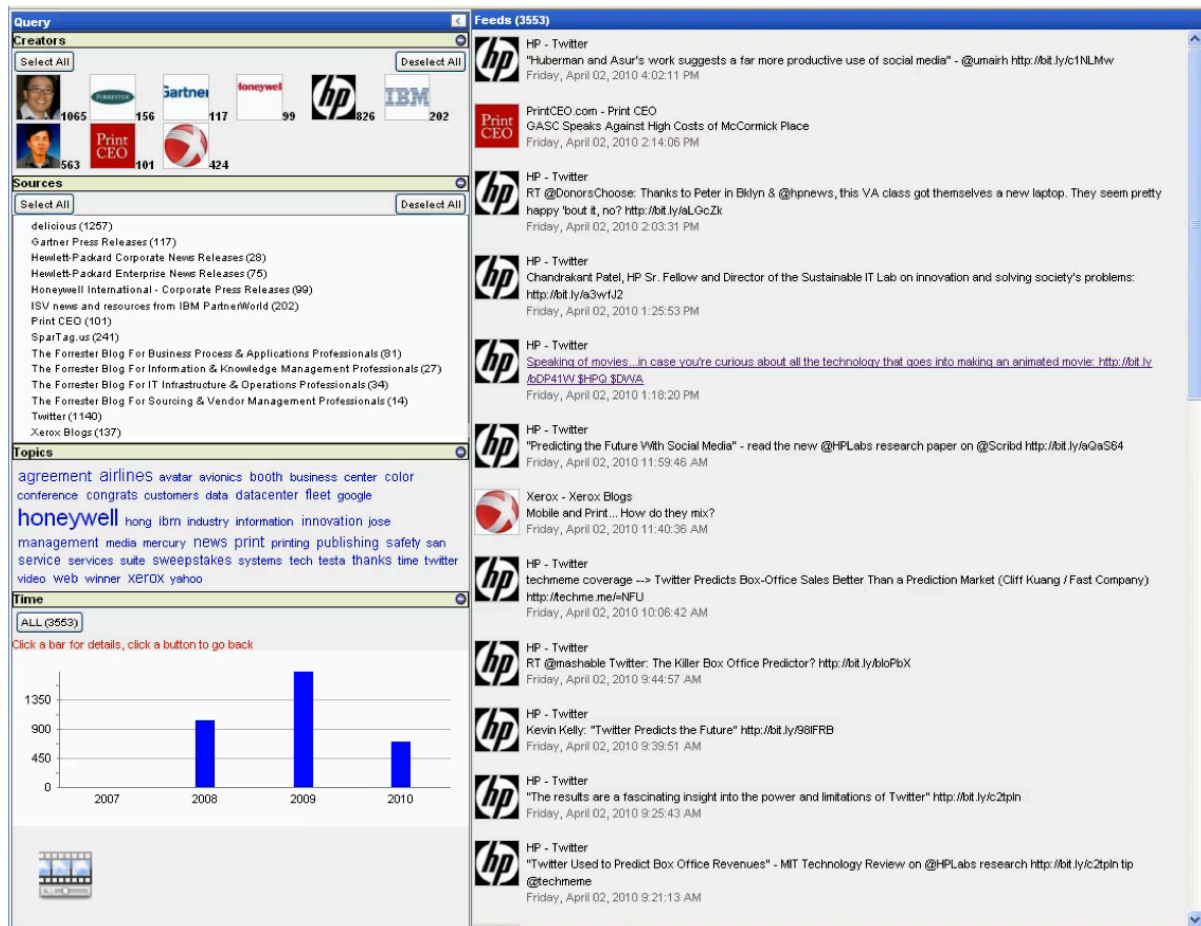 Query
Creators
Select All
Deselect All
1065
FORRESTER
156
Gartner
117
Honeywel
99
hp
826
IBM
202
563
Print
CEO
101
424
Sources
Select All
Deselect All
delicious (1257)
Gartner Press Releases (117)
Hewlett-Packard Corporate News Releases (28)
Hewlett-Packard Enterprise News Releases (75)
Honeywell International - Corporate Press Releases (99)
ISV news and resources from IBM PartnerWorld (202)
Print CEO (101)
SparTag.us (241)
The Forrester Blog For Business Process & Applications Professionals (81)
The Forrester Blog For Information & Knowledge Management Professionals (27)
The Forrester Blog For IT Infrastructure & Operations Professionals (34)
The Forrester Blog For Sourcing & Vendor Management Professionals (14)
Twitter (1140)
Xerox Blogs (137)
Topics
agreement airlines avatar avionics booth business center color
conference congrats customers data datacenter fleet google
honeywell hong ibm industry information innovation jose
management media mercury news print printing publishing safety san
service services suite sweepstakes systems tech testa thanks time twitter
video web winner xerox yahoo
Time
ALL (3553)
Click a bar for details, click a button to go back
1350
900
450
0
2007 2008 2009 2010
Feeds (3553)
hp
HP - Twitter
"Huberman and Asur's work suggests a far more productive use of social media" - @umairh http://bit.ly/c1NLMw
Friday, April 02, 2010 4:02:11 PM
Print
CEO
PrintCEO.com - Print CEO
GASC Speaks Against High Costs of McCormick Place
Friday, April 02, 2010 2:14:06 PM
hp
HP - Twitter
RT @DonorsChoose: Thanks to Peter in Bklyn & @hpnews, this VA class got themselves a new laptop. They seem pretty
happy 'bout it, no? http://bit.ly/aLGcZk
Friday, April 02, 2010 2:03:31 PM
hp
HP - Twitter
Chandrakant Patel, HP Sr. Fellow and Director of the Sustainable IT Lab on innovation and solving society's problems:
http://bit.ly/a3wfJ2
Friday, April 02, 2010 1:25:53 PM
hp
HP - Twitter
Speaking of movies...in case you're curious about all the technology that goes into making an animated movie: http://bit.ly
/bDP41W $HPQ $DWA
Friday, April 02, 2010 1:18:20 PM
hp
HP - Twitter
"Predicting the Future With Social Media" - read the new @HPLabs research paper on @Scribd http://bit.ly/aQaS64
Friday, April 02, 2010 11:59:46 AM
Xerox - Xerox Blogs
Mobile and Print... How do they mix?
Friday, April 02, 2010 11:40:36 AM
hp
HP - Twitter
techmeme coverage --> Twitter Predicts Box-Office Sales Better Than a Prediction Market (Cliff Kuang / Fast Company)
http://techme.me/=NFU
Friday, April 02, 2010 10:06:42 AM
hp
HP - Twitter
RT @mashable Twitter: The Killer Box Office Predictor? http://bit.ly/bloPbX
Friday, April 02, 2010 9:44:57 AM
hp
HP - Twitter
Kevin Kelly: "Twitter Predicts the Future" http://bit.ly/98IFRB
Friday, April 02, 2010 9:39:51 AM
hp
HP - Twitter
"The results are a fascinating insight into the power and limitations of Twitter" http://bit.ly/c2tpln
Friday, April 02, 2010 9:25:43 AM
hp
HP - Twitter
"Twitter Used to Predict Box Office Revenues" - MIT Technology Review on @HPLabs research http://bit.ly/c2tpln tip
@techmeme
Friday, April 02, 2010 9:21:13 AM